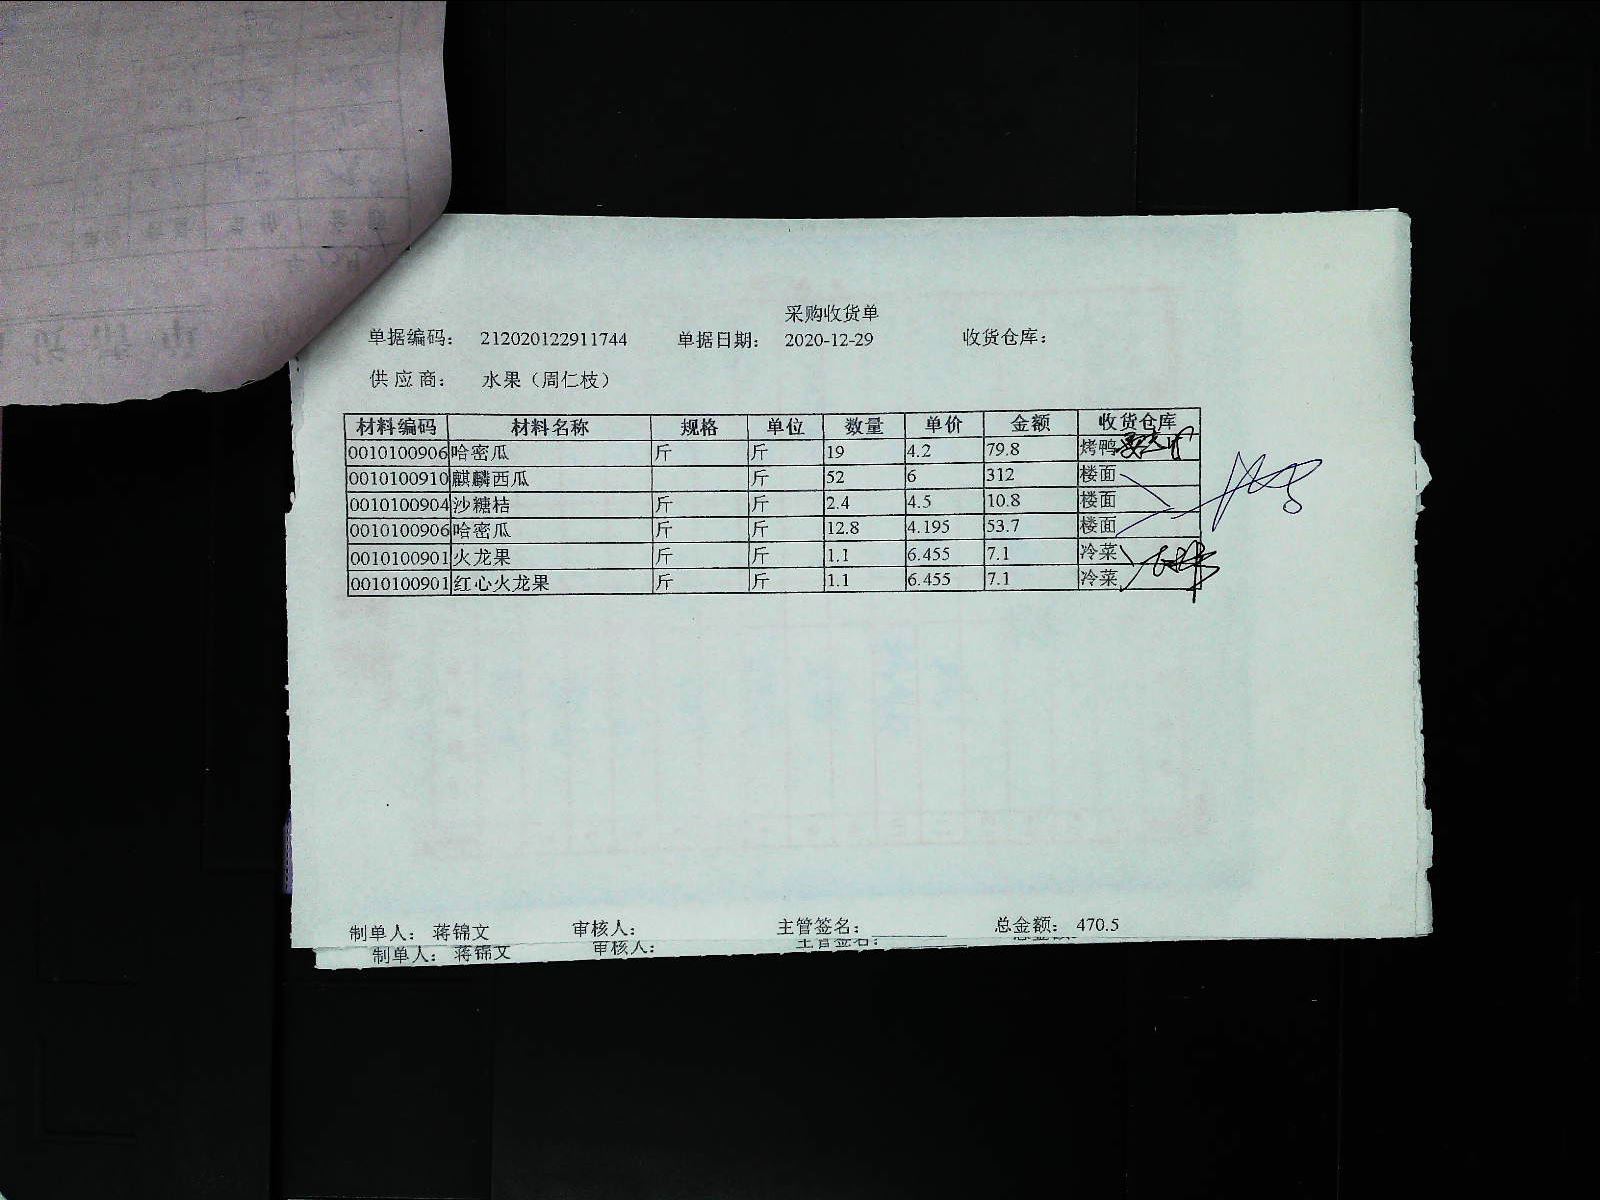 采购收货单
单据编码： 212020122911744 单据日期： 2020-12-29 收货仓库：
供应商： 水果（周仁枝）
材料编码 材料名称 规格 单位 数量 单价 金额 收货仓库
0010100906 哈密瓜 斤 斤 19 4.2 79.8 烤鸭
0010100910 麒麟西瓜 斤 52 6 312 楼面
0010100904 沙糖桔 斤 斤 2.4 4.5 10.8 楼面
0010100906 哈密瓜 斤 斤 12.8 4.195 53.7 楼面
0010100901 火龙果 斤 斤 1.1 6.455 7.1 冷菜
0010100901 红心火龙果 斤 斤 1.1 6.455 7.1 冷菜
制单人： 蒋锦文 审核人： 主管签名： 总金额： 470.5
制单人： 蒋锦文 审核人： 主管签名：